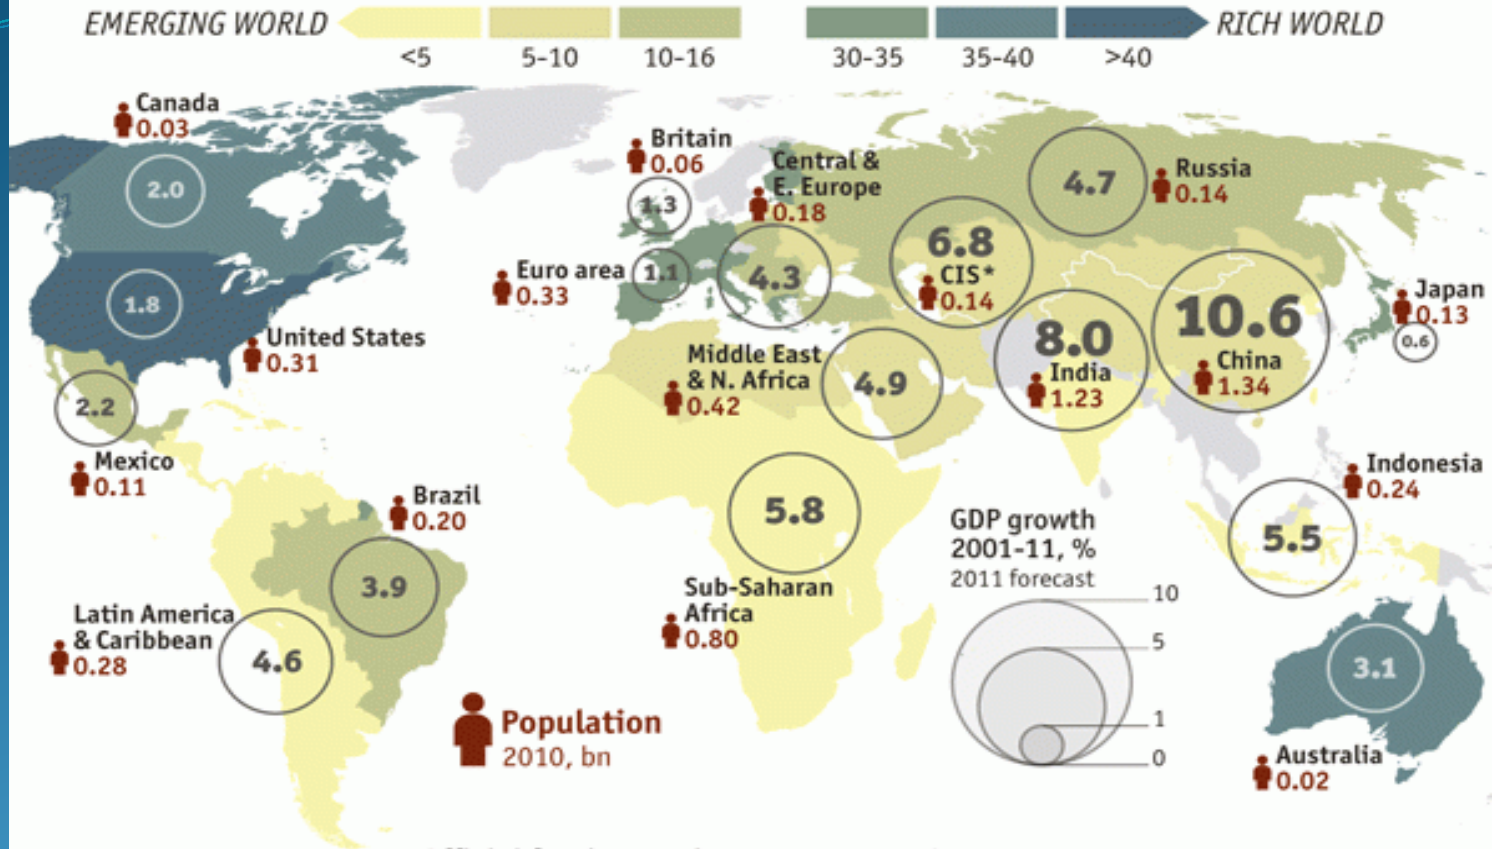 EMERGING WORLD
RICH WORLD
<5
5-10
10-16
30-35
35-40
>40
Canada
0.03
2.0
Britain
0.06
1.3
Central &
E. Europe
0.18
4.3
4.7
Russia
0.14
6.8
CIS*
0.14
Euro area
0.33
1.1
1.8
United States
0.31
10.6
China
1.34
8.0
India
1.23
Japan
0.13
0.6
Middle East
& N. Africa
0.42
4.9
2.2
Mexico
0.11
Brazil
0.20
3.9
5.8
Sub-Saharan
Africa
0.80
Indonesia
0.24
5.5
Latin America
& Caribbean
0.28
4.6
GDP growth
2001-11, %
2011 forecast
10
5
1
0
3.1
Australia
0.02
Population
2010, bn